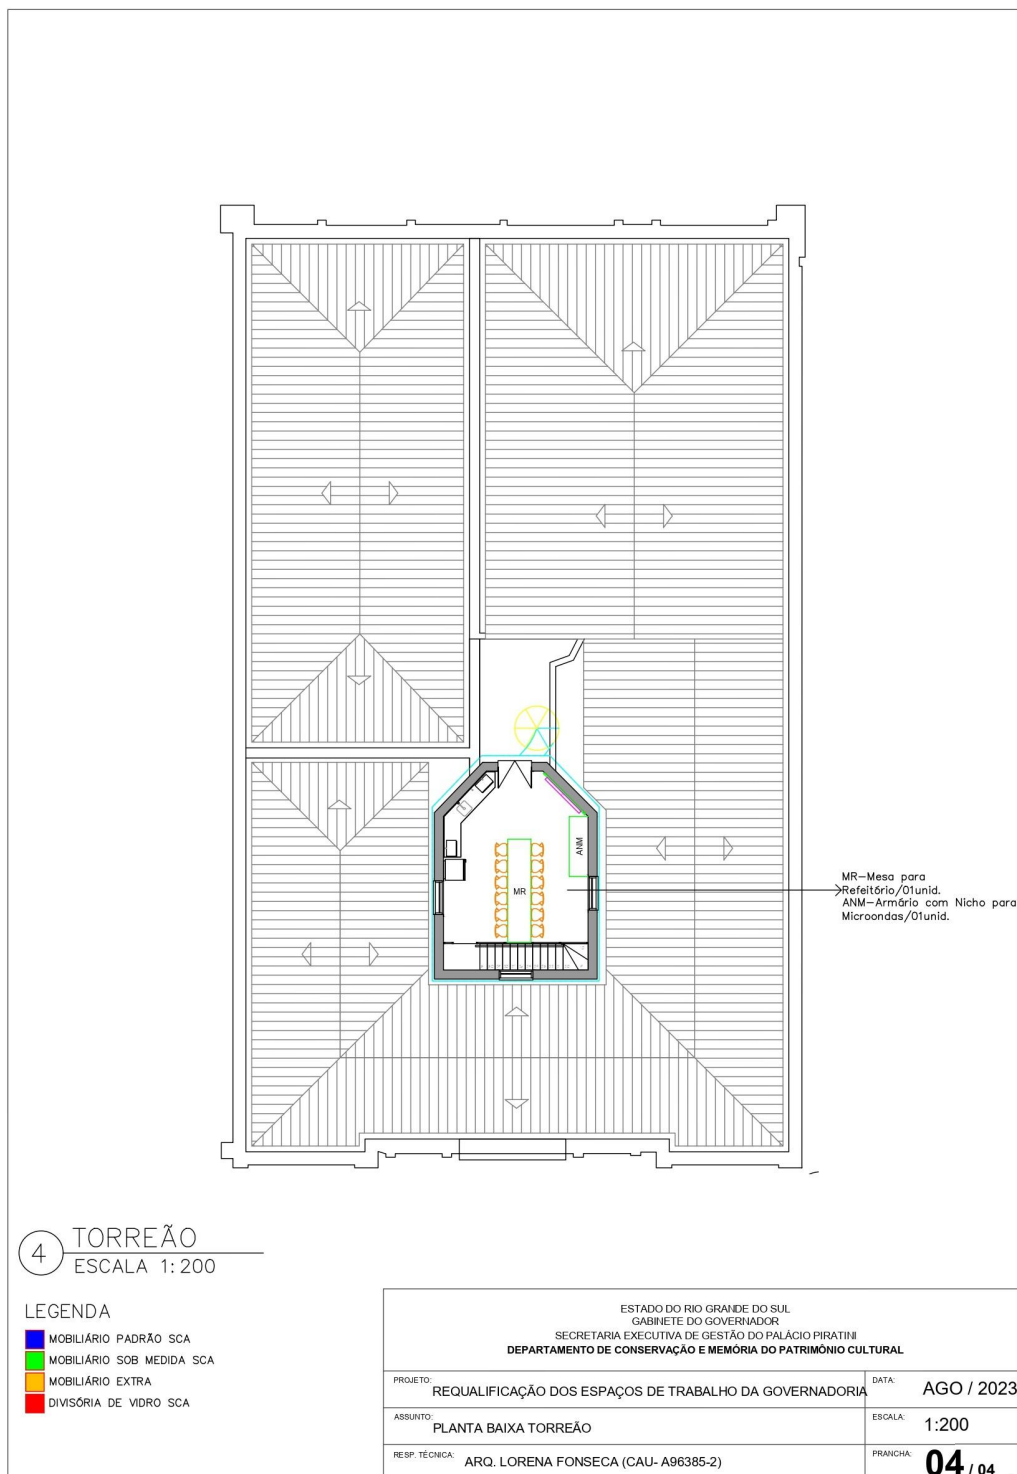 ANM
MR
MR-Mesa para
Refeitório/01unid.
ANM-Armário com Nicho para
Microondas/01unid.
4
TORREÃO
ESCALA 1:200
LEGENDA
MOBILIÁRIO PADRÃO SCA
MOBILIÁRIO SOB MEDIDA SCA
MOBILIÁRIO EXTRA
DIVISÓRIA DE VIDRO SCA
ESTADO DO RIO GRANDE DO SUL
GABINETE DO GOVERNADOR
SECRETARIA EXECUTIVA DE GESTÃO DO PALÁCIO PIRATINI
DEPARTAMENTO DE CONSERVAÇÃO E MEMÓRIA DO PATRIMÔNIO CULTURAL
PROJETO: REQUALIFICAÇÃO DOS ESPAÇOS DE TRABALHO DA GOVERNADORIA
DATA: AGO / 2023
ASSUNTO: PLANTA BAIXA TORREÃO
ESCALA: 1:200
RESP. TÉCNICA: ARQ. LORENA FONSECA (CAU- A96385-2)
PRANCHA: 04 / 04